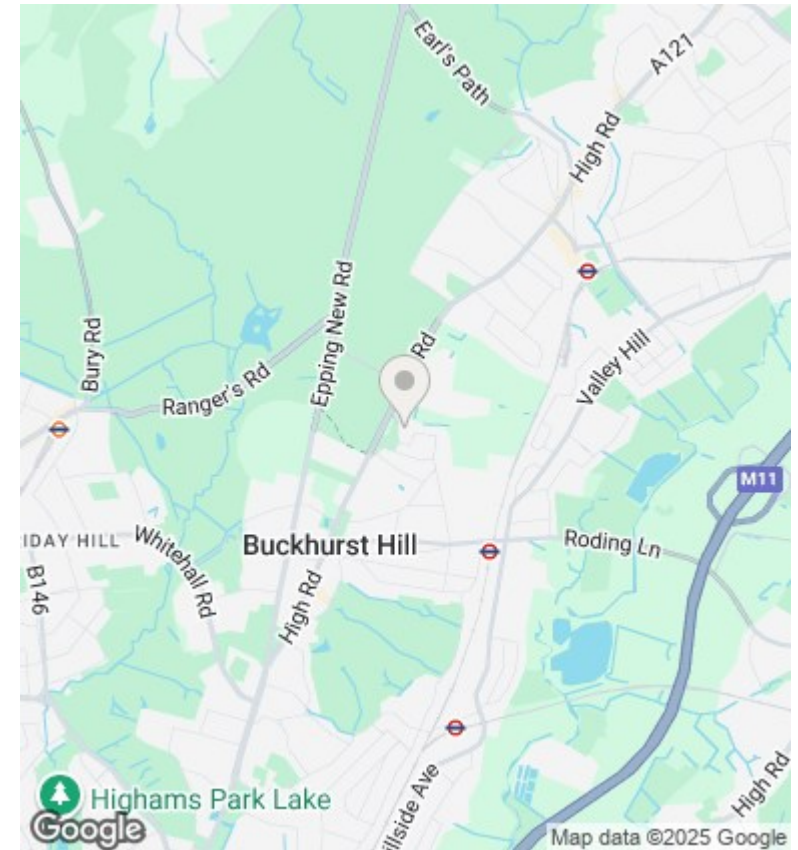 Earl's Path
A121
High Rd
Epping New Rd
Bury Rd
Ranger's Rd
Rd
Valley Hill
M11
IDAY HILL
Whitehall Rd
Buckhurst Hill
Roding Ln
B146
High Rd
Highams Park Lake
llside Ave
High Rd
Google
Map data ©2025 Google